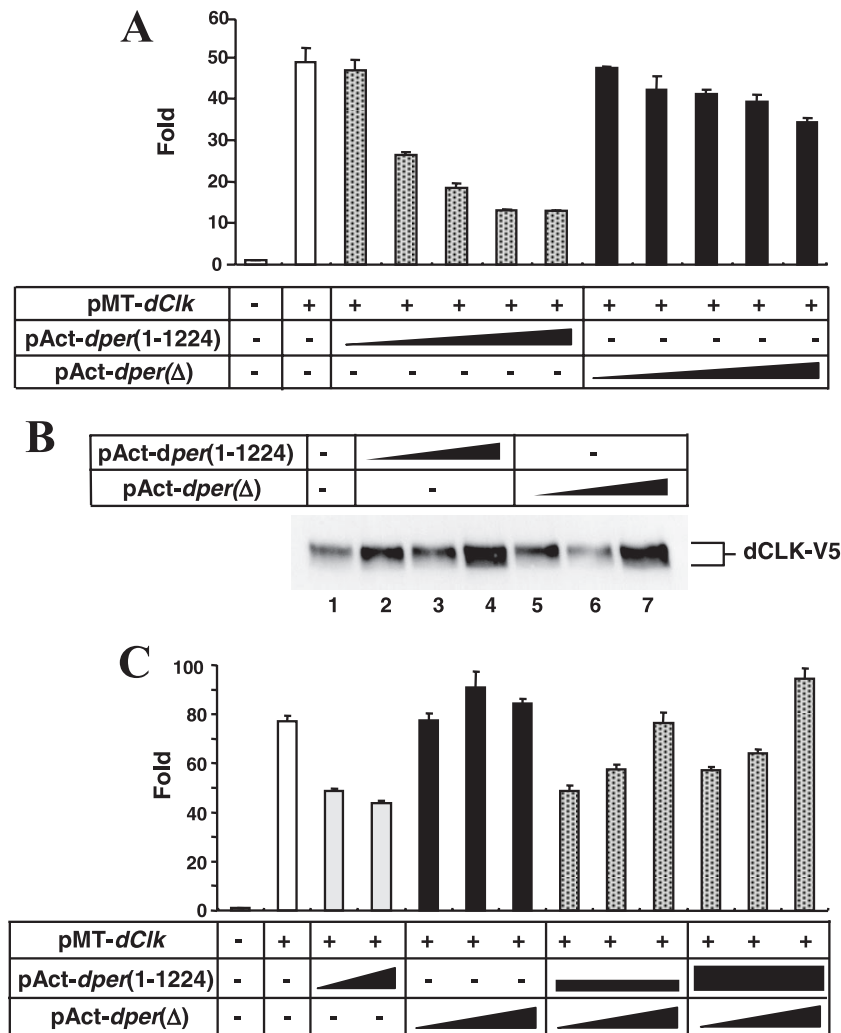 A
60
50
40
30
20
10
0
Fold
pMT-dClk - + + + + + + + + + + +
pAct-dper(1-1224) - - - - - - -
pAct-dper(Δ) - - - - - - -
B
pAct-dper(1-1224) - -
pAct-dper(Δ) - -
dCLK-V5
1 2 3 4 5 6 7
C
100
80
60
40
20
0
Fold
pMT-dClk - + + + + + + + + + + + +
pAct-dper(1-1224) - - - - -
pAct-dper(Δ) - - - -